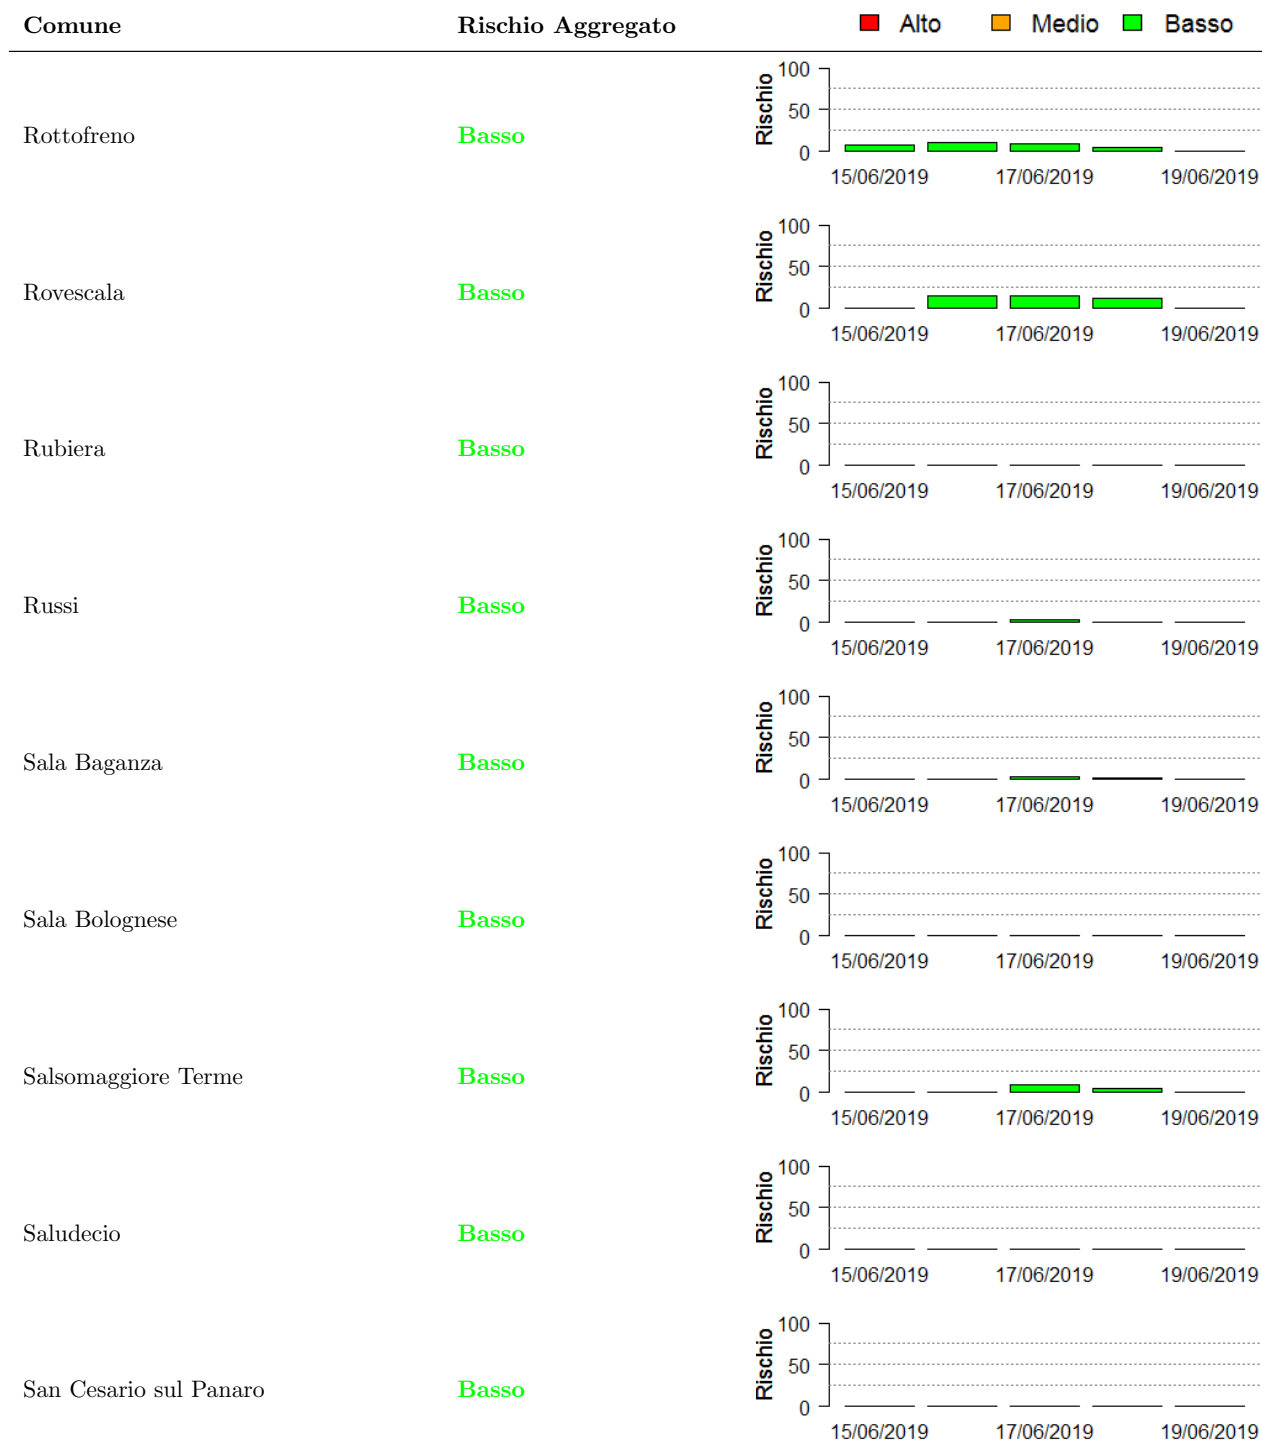 Comune Rischio Aggregato Alto Medio Basso
100
50
0
Rischio
Rottofreno Basso
15/06/2019 17/06/2019 19/06/2019
100
50
0
Rischio
Rovescala Basso
15/06/2019 17/06/2019 19/06/2019
100
50
0
Rischio
Rubiera Basso
15/06/2019 17/06/2019 19/06/2019
100
50
0
Rischio
Russi Basso
15/06/2019 17/06/2019 19/06/2019
100
50
0
Rischio
Sala Baganza Basso
15/06/2019 17/06/2019 19/06/2019
100
50
0
Rischio
Sala Bolognese Basso
15/06/2019 17/06/2019 19/06/2019
100
50
0
Rischio
Salsomaggiore Terme Basso
15/06/2019 17/06/2019 19/06/2019
100
50
0
Rischio
Saludecio Basso
15/06/2019 17/06/2019 19/06/2019
100
50
0
Rischio
San Cesario sul Panaro Basso
15/06/2019 17/06/2019 19/06/2019